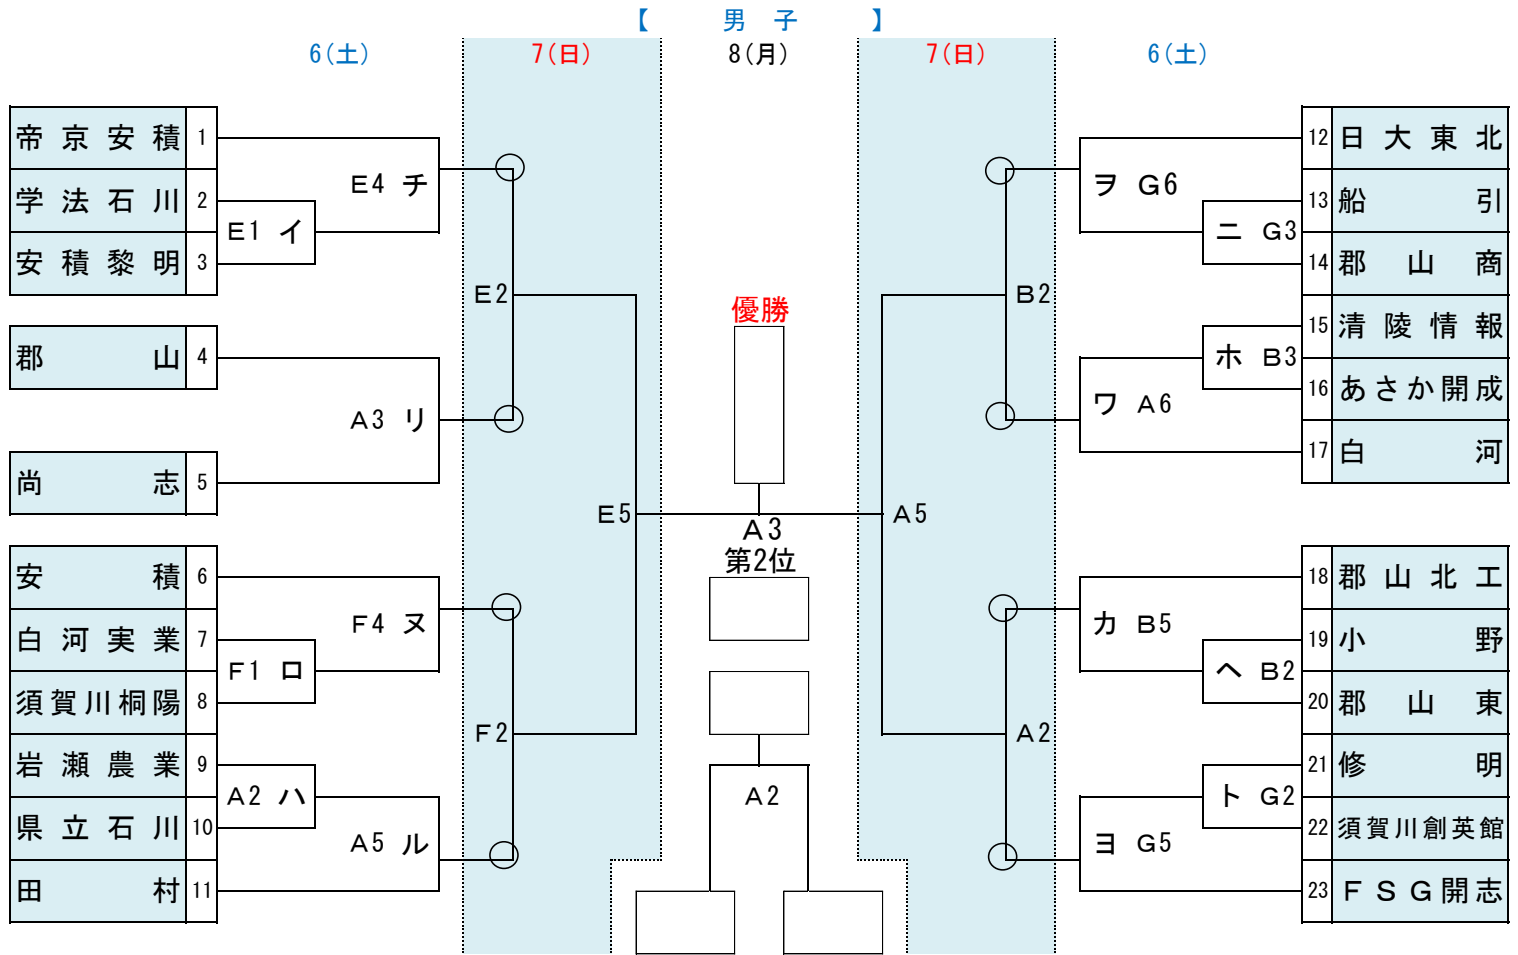 【 男 子 】
6(土) 7(日) 8(月) 7(日) 6(土)
帝京安積 1
学法石川 2
安積黎明 3
郡山 4
尚志 5
安積 6
白河実業 7
須賀川桐陽 8
岩瀬農業 9
県立石川 10
田村 11
E4 チ
E1 イ
A3 リ
F4 ヌ
F1 ロ
A2 ハ
A5 ル
E2
F2
E5
優勝
A3
第2位
A2
A5
B2
A2
ヲ G6
ニ G3
ホ B3
ワ A6
カ B5
ヘ B2
ト G2
ヨ G5
12 日大東北
13 船引
14 郡山商
15 清陵情報
16 あさか開成
17 白河
18 郡山北工
19 小野
20 郡山東
21 修明
22 須賀川創英館
23 FSG開志